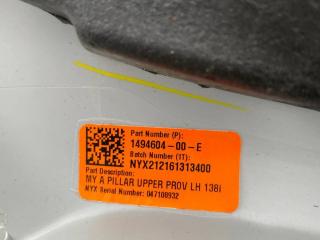 Part Number (P):
1494604-00-E
Batch Number (1T):
NYX212161313400
Part Description:
MY A PILLAR UPPER PROV LH 138i
NYX Serial Number: 047108932